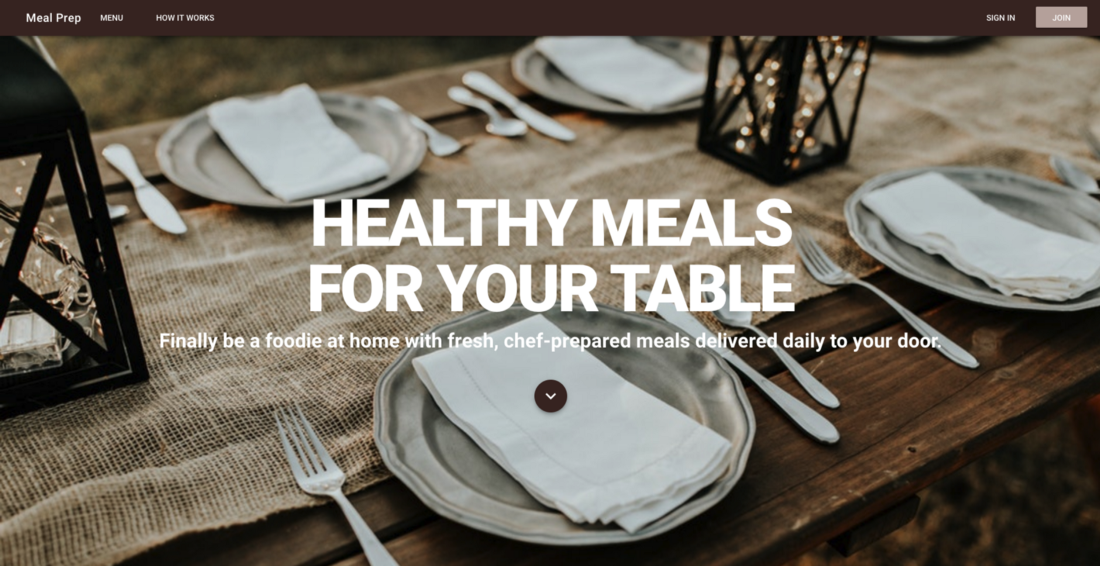 Meal Prep MENU HOW IT WORKS SIGN IN JOIN
HEALTHY MEALS
FOR YOUR TABLE
Finally be a foodie at home with fresh, chef-prepared meals delivered daily to your door.